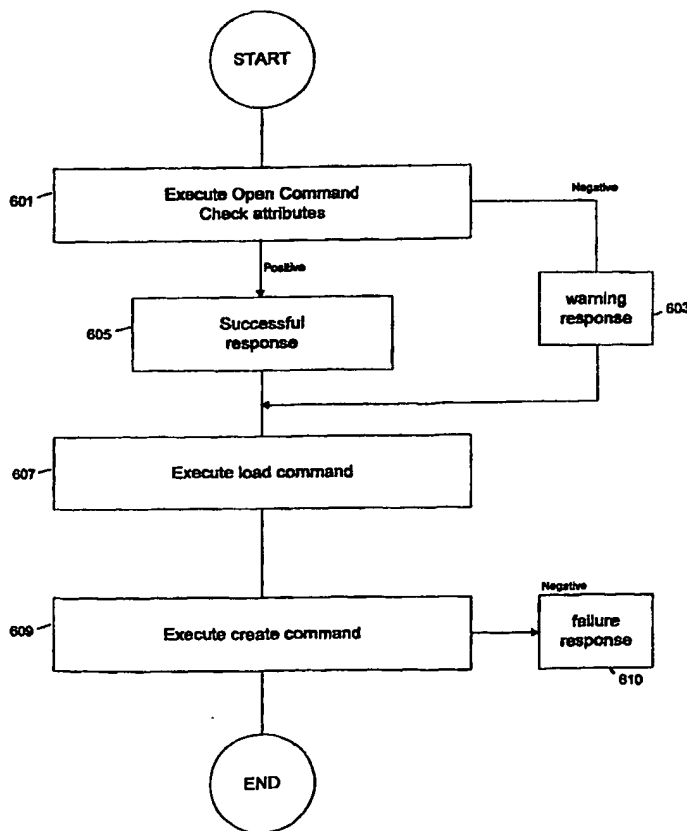 START
601
Execute Open Command
Check attributes
Negative
Positive
605
Successful
response
warning
response
603
607
Execute load command
609
Execute create command
Negative
failure
response
610
END